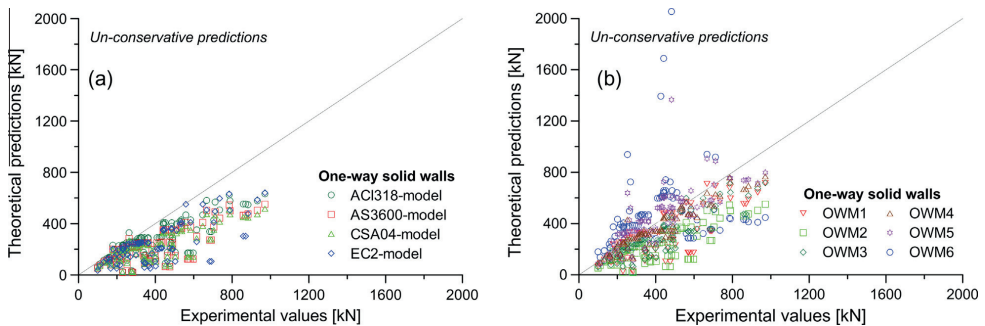 2000
1600
1200
800
400
0
Theoretical predictions [kN]
Un-conservative predictions
(a)
One-way solid walls
ACI318-model
AS3600-model
CSA04-model
EC2-model
0 400 800 1200 1600 2000
Experimental values [kN]
2000
1600
1200
800
400
0
Theoretical predictions [kN]
Un-conservative predictions
(b)
One-way solid walls
OWM1 OWM4
OWM2 OWM5
OWM3 OWM6
0 400 800 1200 1600 2000
Experimental values [kN]